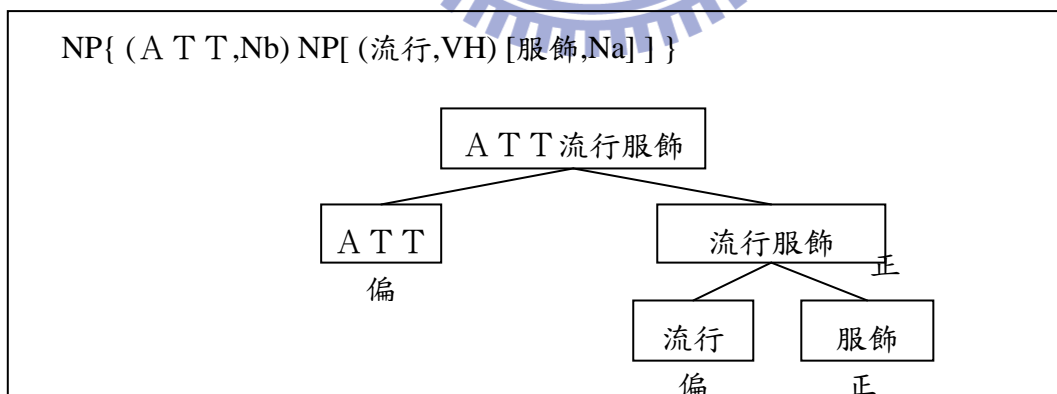 NP{ (ＡＴＴ,Nb) NP[ (流行,VH) [服飾,Na] ] }
ＡＴＴ流行服飾
ＡＴＴ 流行服飾 正
偏
流行 服飾
偏 正